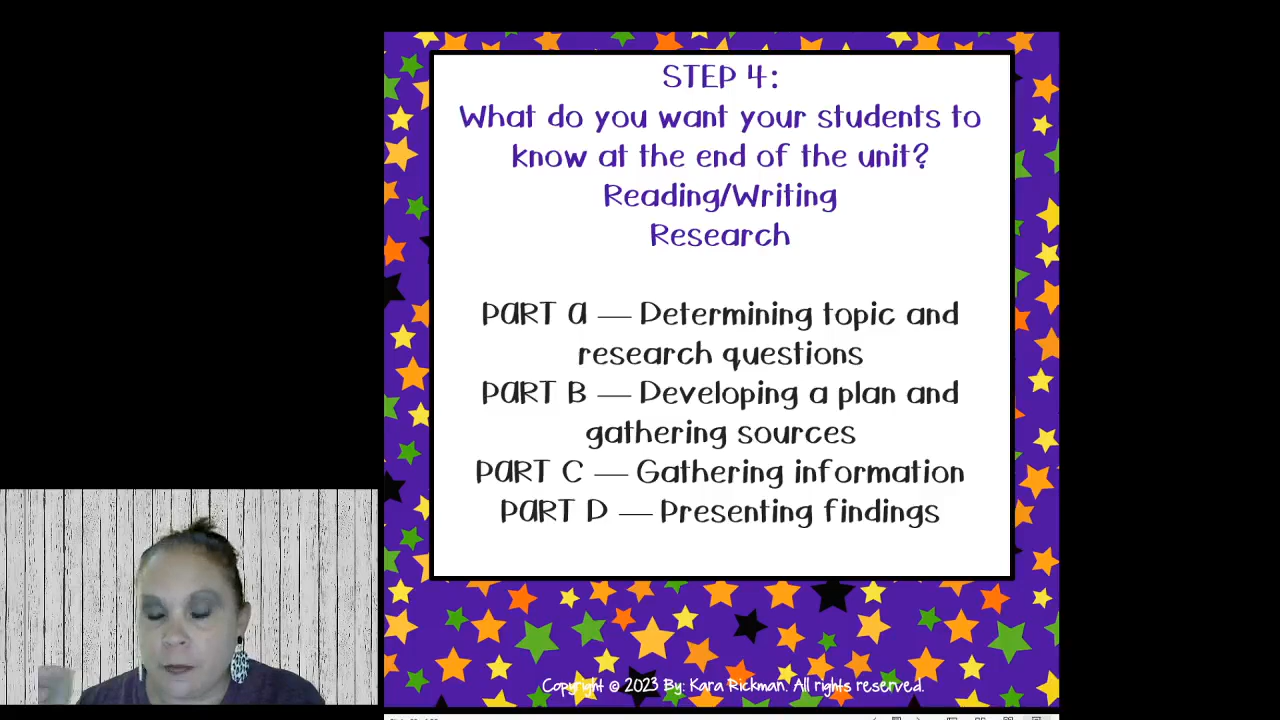 STEP 4:
What do you want your students to
know at the end of the unit?
Reading/Writing
Research
PART A — Determining topic and
research questions
PART B — Developing a plan and
gathering sources
PART C — Gathering information
PART D — Presenting findings
Copyright © 2023 By: Kara Rickman. All rights reserved.